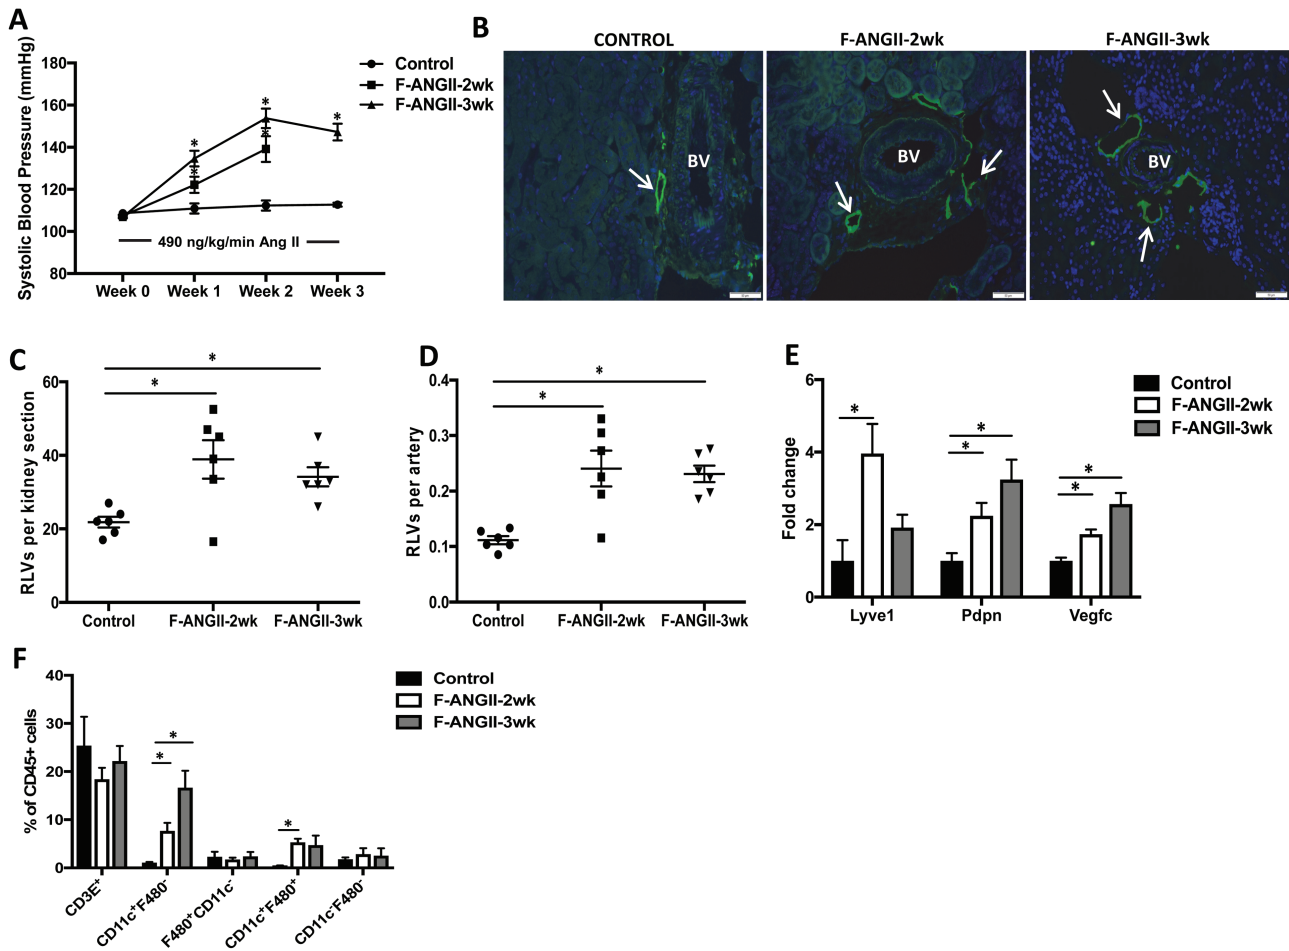 A
Systolic Blood Pressure (mmHg)
180
160
140
120
100
80
Control
F-ANGII-2wk
F-ANGII-3wk
*
*
*
*
*
490 ng/kg/min Ang II
Week 0 Week 1 Week 2 Week 3
B
CONTROL F-ANGII-2wk F-ANGII-3wk
BV BV BV
C
RLVs per kidney section
60
40
20
0
*
*
Control F-ANGII-2wk F-ANGII-3wk
D
RLVs per artery
0.4
0.3
0.2
0.1
0.0
*
*
Control F-ANGII-2wk F-ANGII-3wk
E
Fold change
6
4
2
0
* * * * *
Lyve1 Pdpn Vegfc
Control
F-ANGII-2wk
F-ANGII-3wk
F
% of CD45+ cells
40
30
20
10
0
* * *
CD3E⁺ CD11c⁺F480⁻ F480⁺CD11c⁻ CD11c⁺F480⁺ CD11c⁻F480⁻
Control
F-ANGII-2wk
F-ANGII-3wk